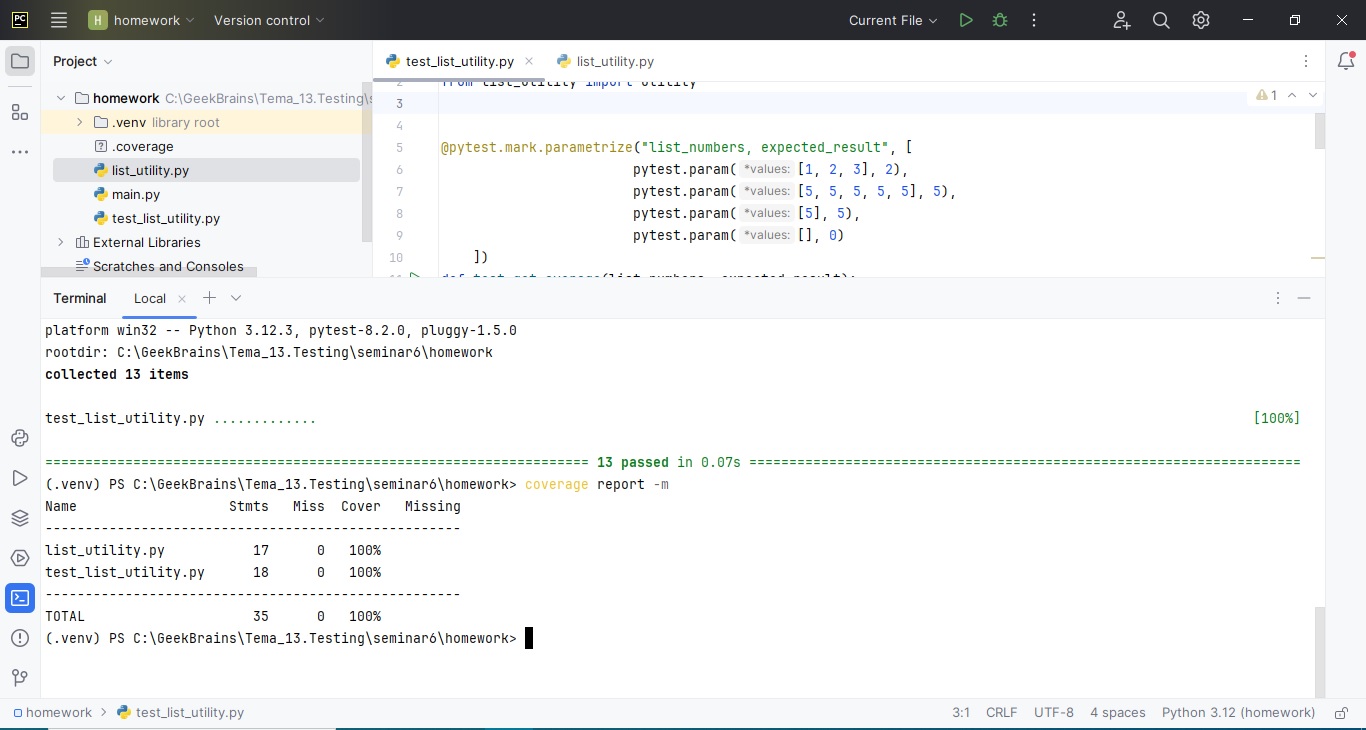 PC H homework Version control Current File
Project
test_list_utility.py list_utility.py
homework C:\GeekBrains\Tema_13.Testing\s
.venv library root
.coverage
list_utility.py
main.py
test_list_utility.py
External Libraries
Scratches and Consoles
2 from list_utility import Utility
3
1
4
5 @pytest.mark.parametrize("list_numbers, expected_result", [
6 pytest.param( *values: [1, 2, 3], 2),
7 pytest.param( *values: [5, 5, 5, 5, 5], 5),
8 pytest.param( *values: [5], 5),
9 pytest.param( *values: [], 0)
10 ])
11 def test_get_average(list_numbers, expected_result):
Terminal Local
platform win32 -- Python 3.12.3, pytest-8.2.0, pluggy-1.5.0
rootdir: C:\GeekBrains\Tema_13.Testing\seminar6\homework
collected 13 items
test_list_utility.py ............. [100%]
==================================================================== 13 passed in 0.07s =====================================================================
(.venv) PS C:\GeekBrains\Tema_13.Testing\seminar6\homework> coverage report -m
Name Stmts Miss Cover Missing
----------------------------------------------------
list_utility.py 17 0 100%
test_list_utility.py 18 0 100%
----------------------------------------------------
TOTAL 35 0 100%
(.venv) PS C:\GeekBrains\Tema_13.Testing\seminar6\homework>
homework > test_list_utility.py 3:1 CRLF UTF-8 4 spaces Python 3.12 (homework)